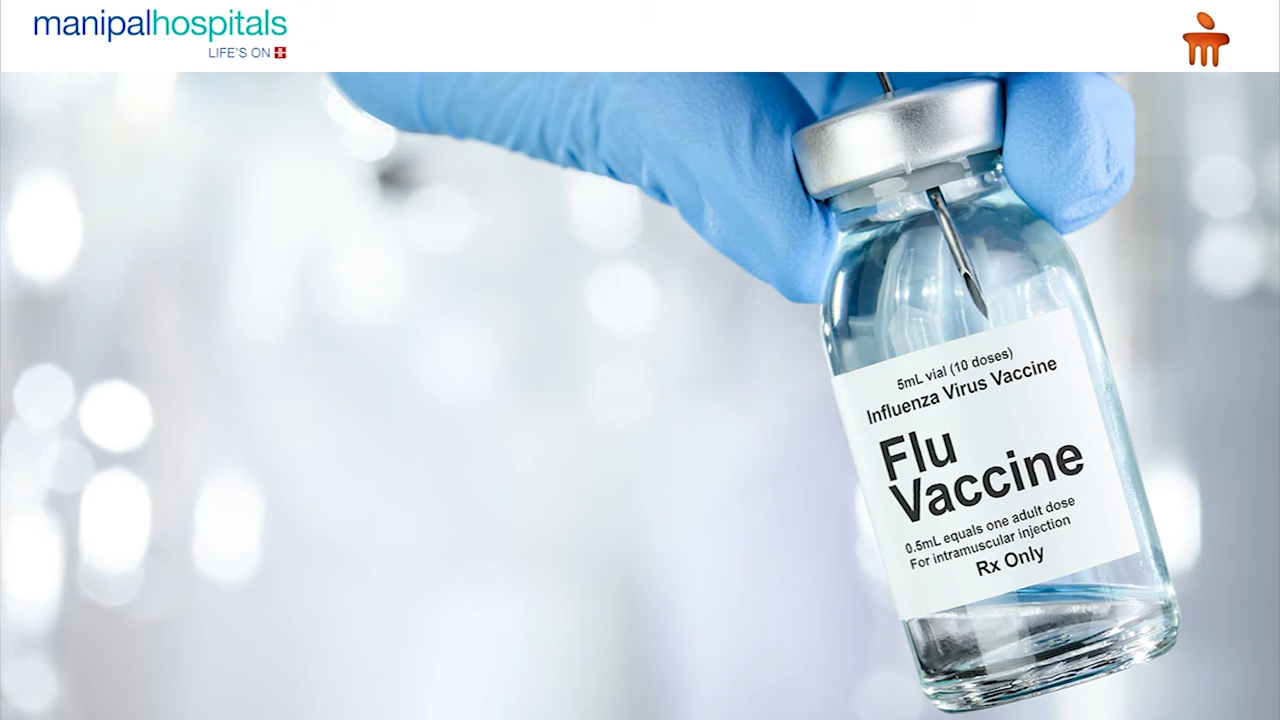 manipalhospitals
LIFE'S ON
5mL vial (10 doses)
Influenza Virus Vaccine
Flu
Vaccine
0.5mL equals one adult dose
For intramuscular injection
Rx Only